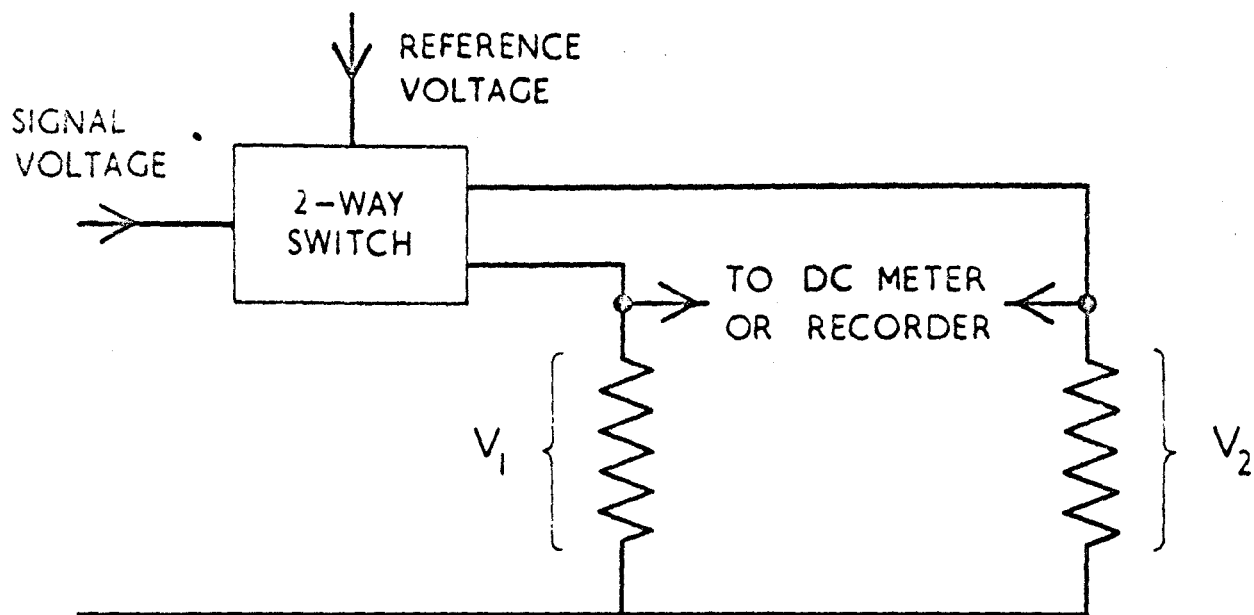 REFERENCE
VOLTAGE
SIGNAL
VOLTAGE
2-WAY
SWITCH
TO DC METER
OR RECORDER
V₁
V₂